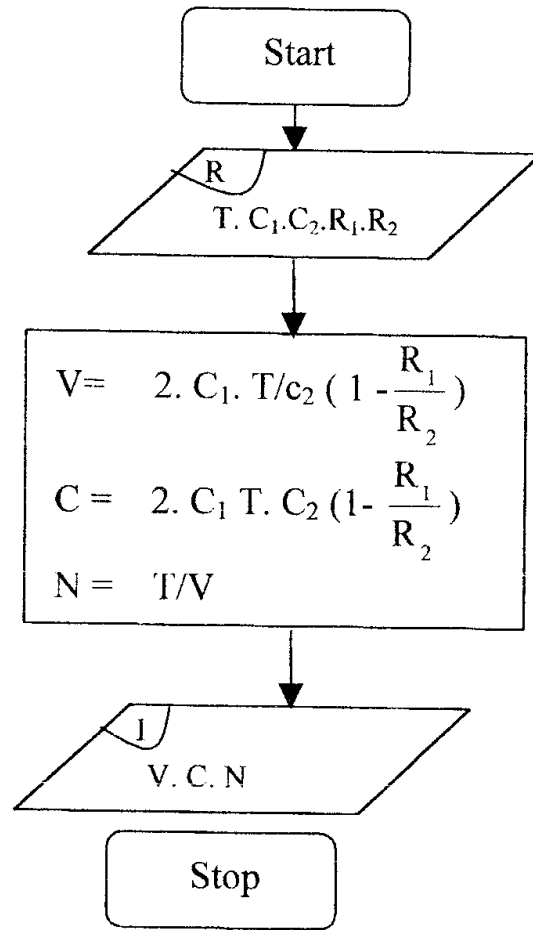 Start
R
T. C₁.C₂.R₁.R₂
V= 2. C₁. T/c₂ ( 1 - R₁/R₂ )
C = 2. C₁ T. C₂ (1- R₁/R₂ )
N = T/V
I
V. C. N
Stop